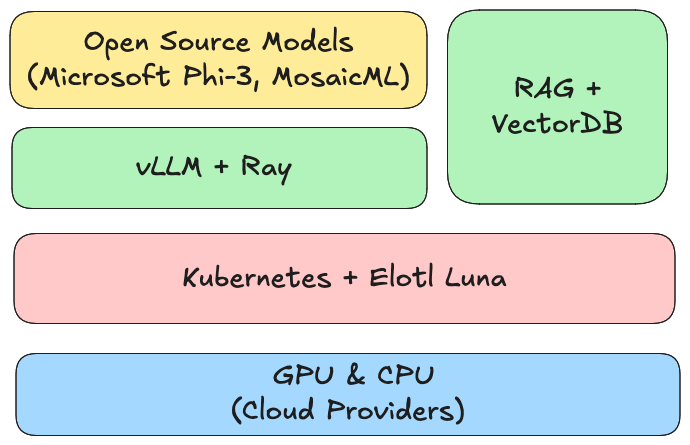 Open Source Models
(Microsoft Phi-3, MosaicML)
RAG +
VectorDB
vLLM + Ray
Kubernetes + Elotl Luna
GPU & CPU
(Cloud Providers)